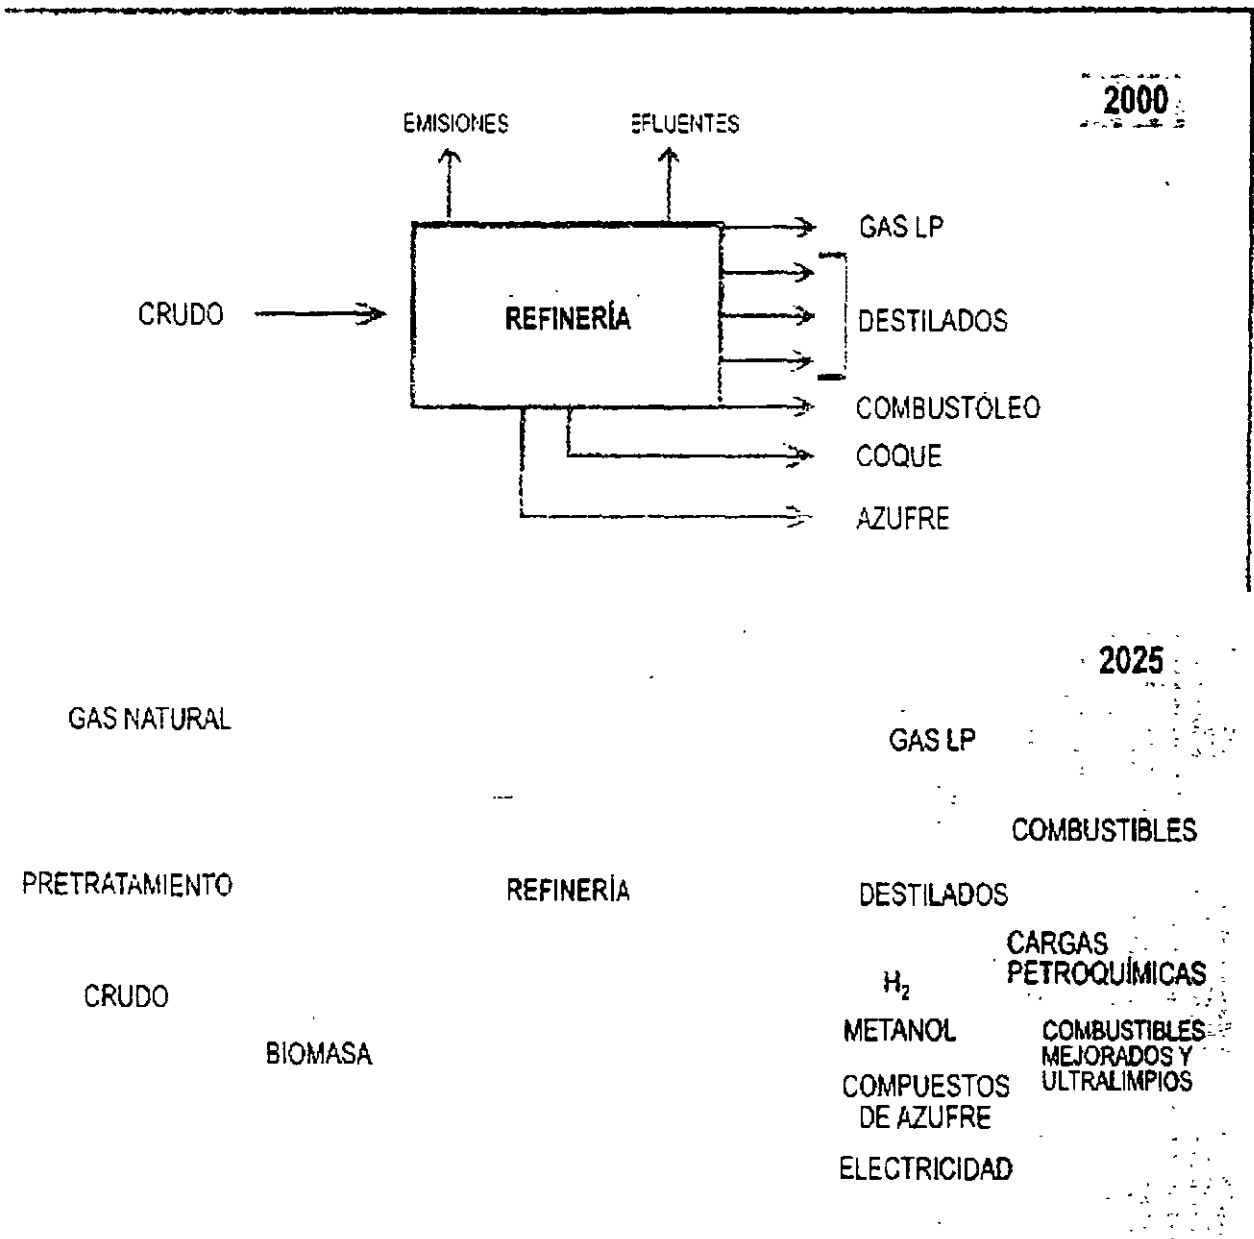 2000
EMISIONES EFLUENTES
GAS LP
CRUDO
REFINERÍA
DESTILADOS
COMBUSTÓLEO
COQUE
AZUFRE
2025
GAS NATURAL
GAS LP
COMBUSTIBLES
PRETRATAMIENTO
REFINERÍA
DESTILADOS
CARGAS
PETROQUÍMICAS
CRUDO
H₂
BIOMASA
METANOL
COMBUSTIBLES
MEJORADOS Y
ULTRALIMPIOS
COMPUESTOS
DE AZUFRE
ELECTRICIDAD